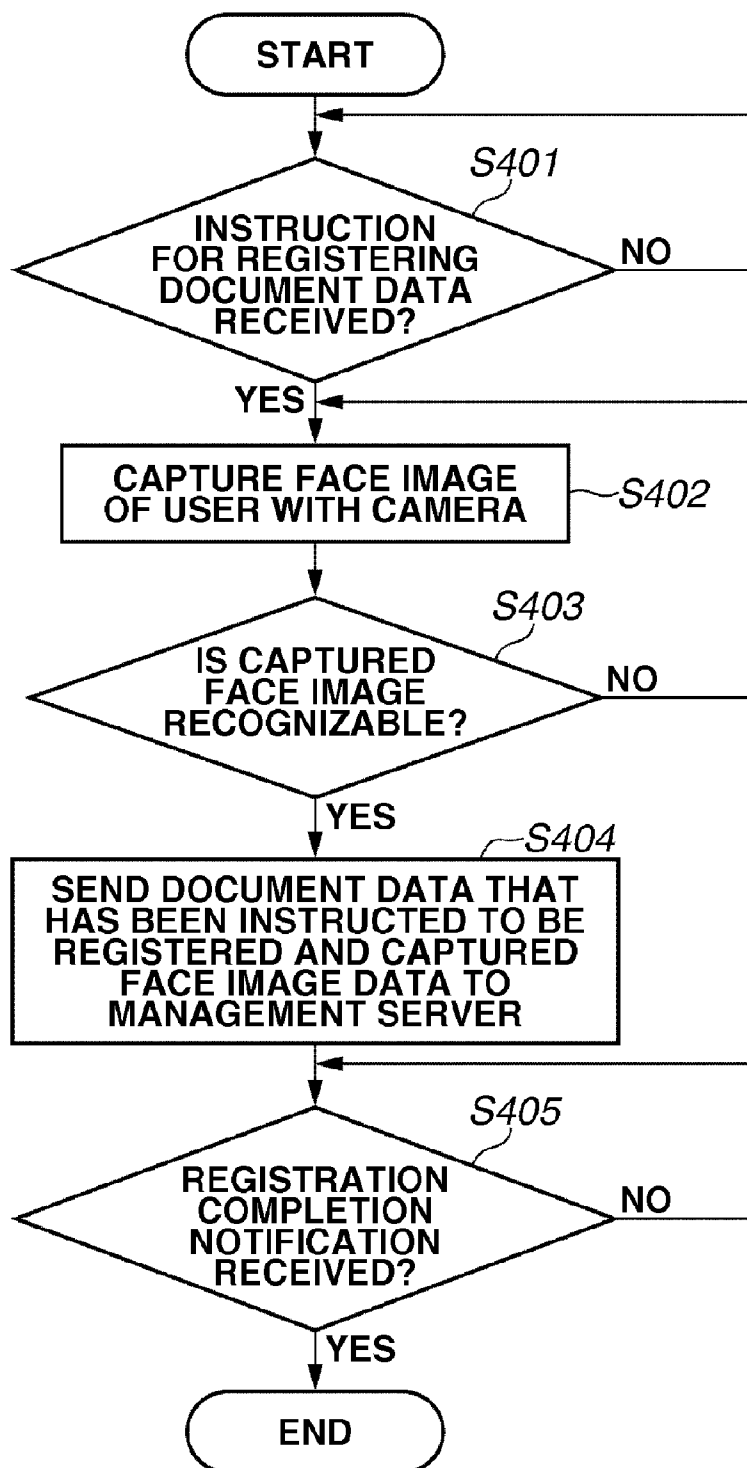 START
S401
INSTRUCTION
FOR REGISTERING
DOCUMENT DATA
RECEIVED?
NO
YES
CAPTURE FACE IMAGE
OF USER WITH CAMERA
S402
S403
IS CAPTURED
FACE IMAGE
RECOGNIZABLE?
NO
YES
S404
SEND DOCUMENT DATA THAT
HAS BEEN INSTRUCTED TO BE
REGISTERED AND CAPTURED
FACE IMAGE DATA TO
MANAGEMENT SERVER
S405
REGISTRATION
COMPLETION
NOTIFICATION
RECEIVED?
NO
YES
END